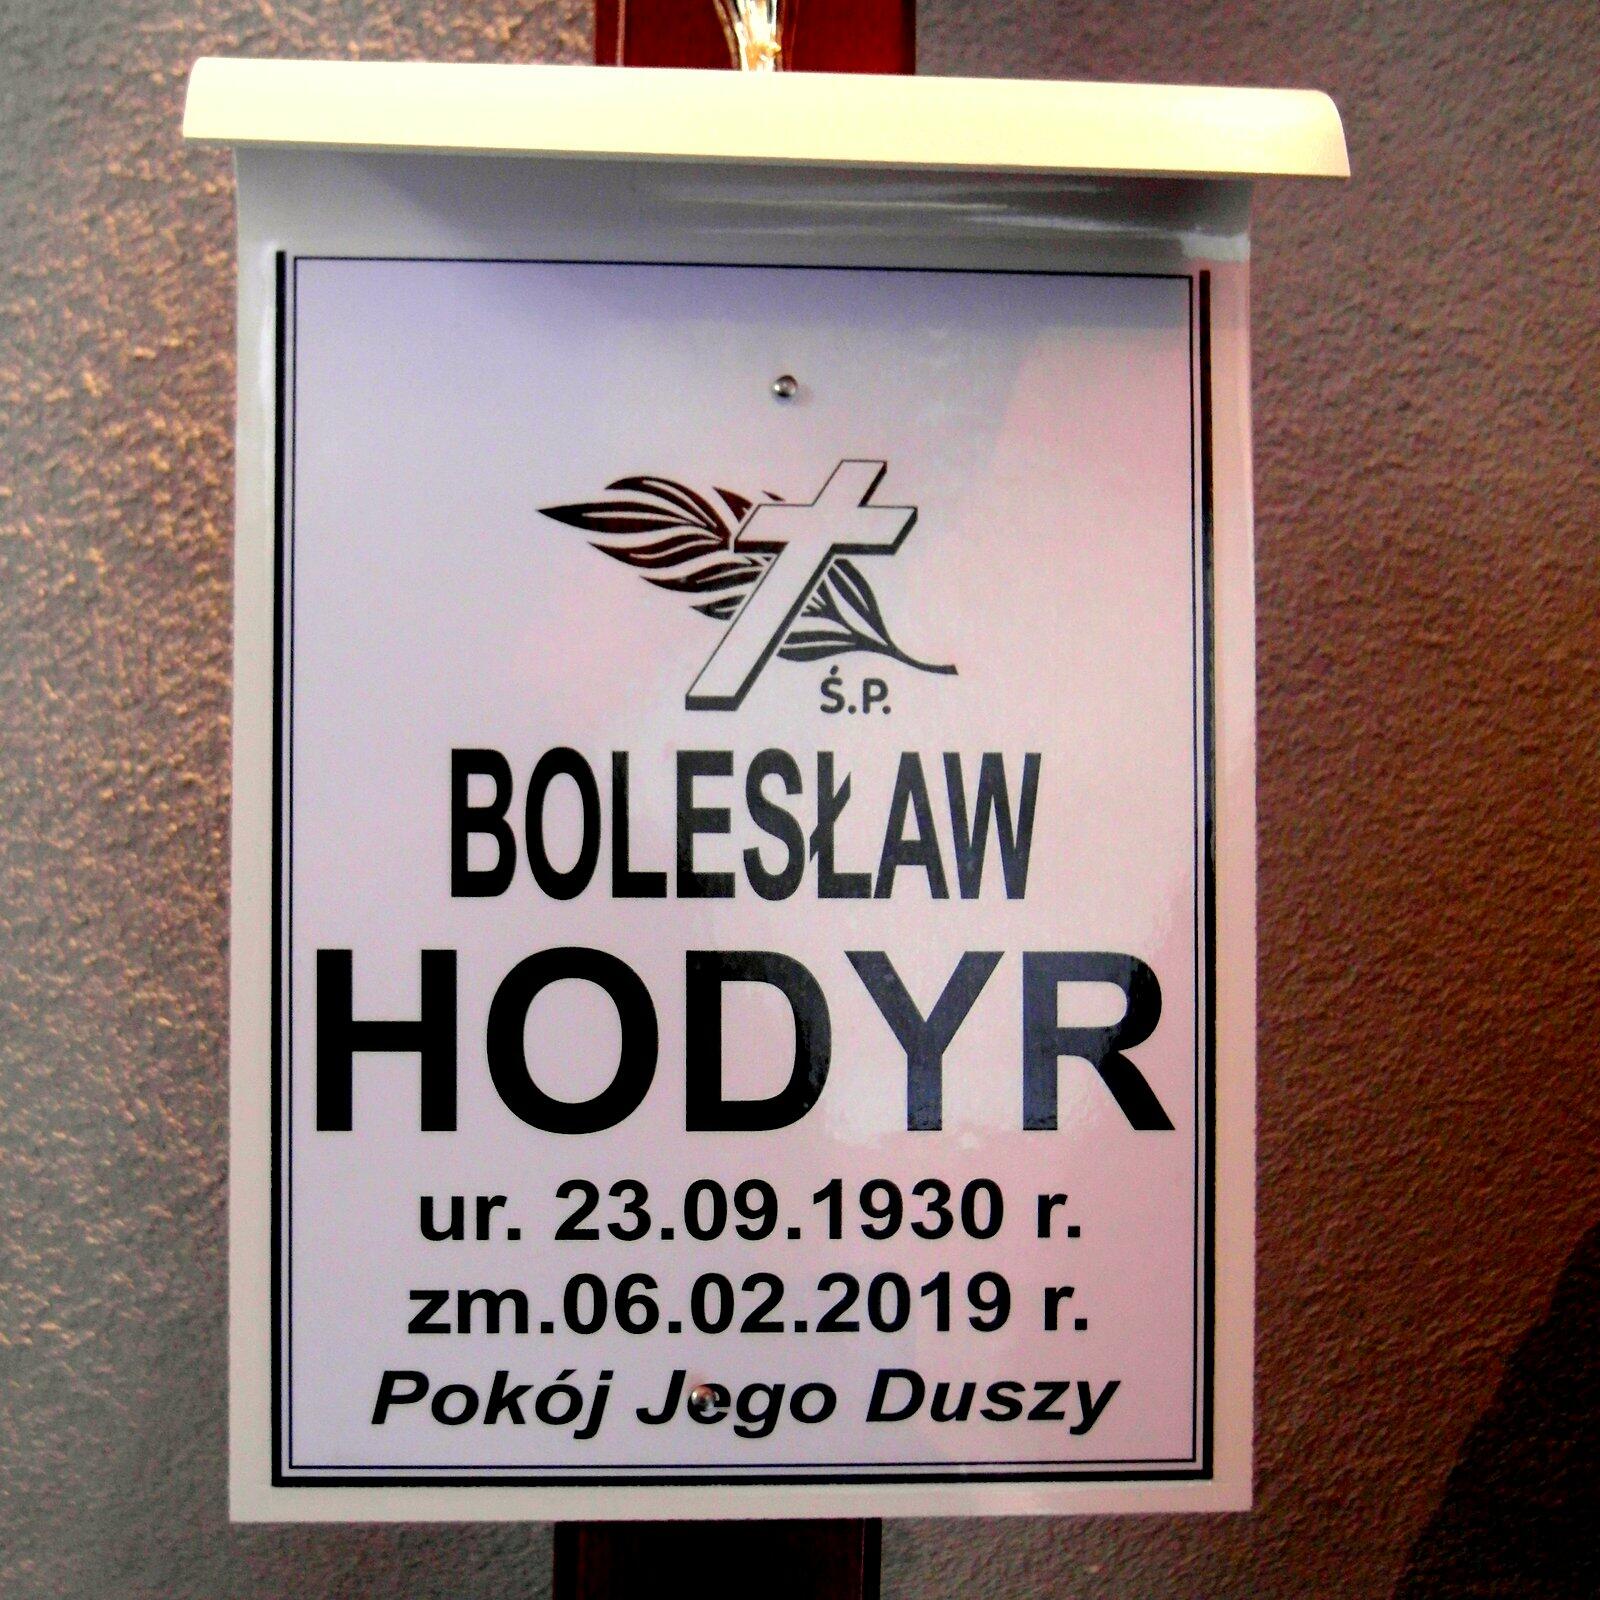 Ś.P.
BOLESŁAW
HODYR
ur. 23.09.1930 r.
zm.06.02.2019 r.
Pokój Jego Duszy